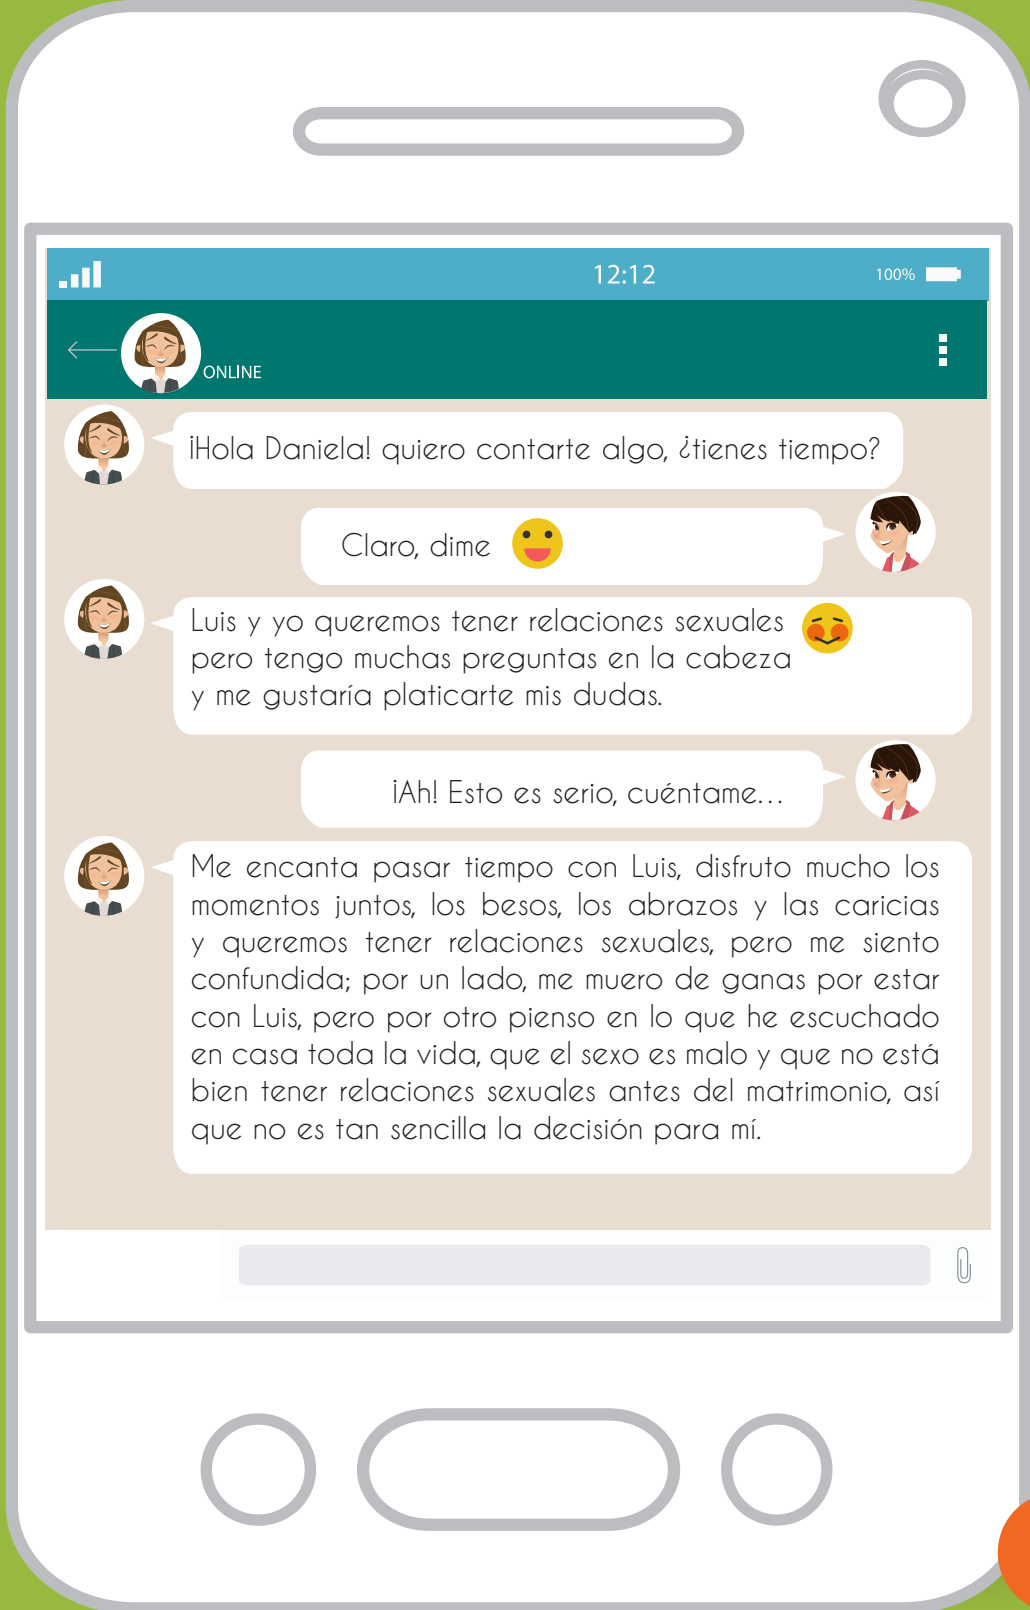 12:12
100%
ONLINE
¡Hola Daniela! quiero contarte algo, ¿tienes tiempo?
Claro, dime
Luis y yo queremos tener relaciones sexuales
pero tengo muchas preguntas en la cabeza
y me gustaría platicarte mis dudas.
¡Ah! Esto es serio, cuéntame...
Me encanta pasar tiempo con Luis, disfruto mucho los
momentos juntos, los besos, los abrazos y las caricias
y queremos tener relaciones sexuales, pero me siento
confundida; por un lado, me muero de ganas por estar
con Luis, pero por otro pienso en lo que he escuchado
en casa toda la vida, que el sexo es malo y que no está
bien tener relaciones sexuales antes del matrimonio, así
que no es tan sencilla la decisión para mí.